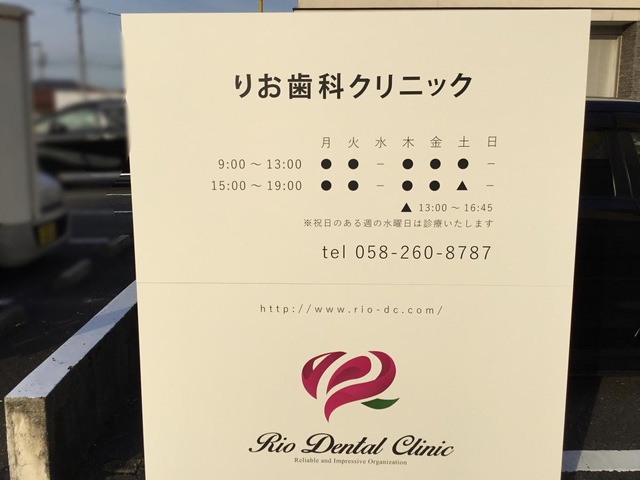 りお歯科クリニック
月 火 水 木 金 土 日
9:00 ～ 13:00 ● ● － ● ● ● －
15:00 ～ 19:00 ● ● － ● ● ▲ －
▲ 13:00 ～ 16:45
※祝日のある週の水曜日は診療いたします
tel 058-260-8787
http://www.rio-dc.com/
Rio Dental Clinic
Reliable and Impressive Organization